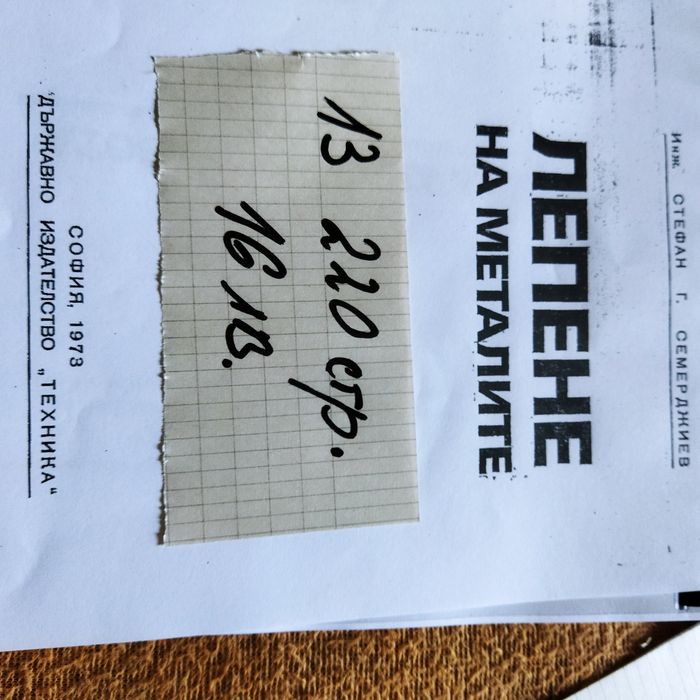 Инж. СТЕФАН Г. СЕМЕРДЖИЕВ
ЛЕПЕНЕ
НА МЕТАЛИТЕ
13 220 стр.
16 лв.
СОФИЯ, 1973
ДЪРЖАВНО ИЗДАТЕЛСТВО „ТЕХНИКА“